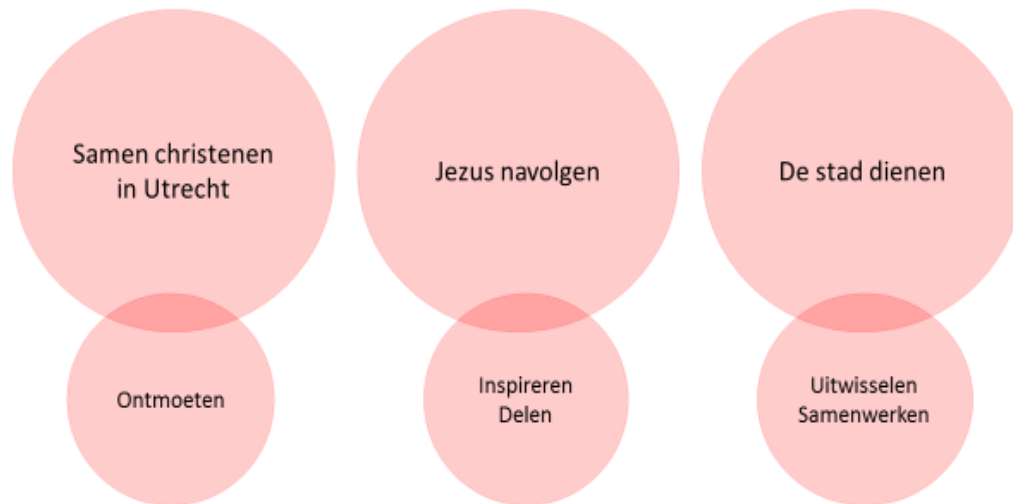 Samen christenen
in Utrecht
Jezus navolgen
De stad dienen
Ontmoeten
Inspireren
Delen
Uitwisselen
Samenwerken